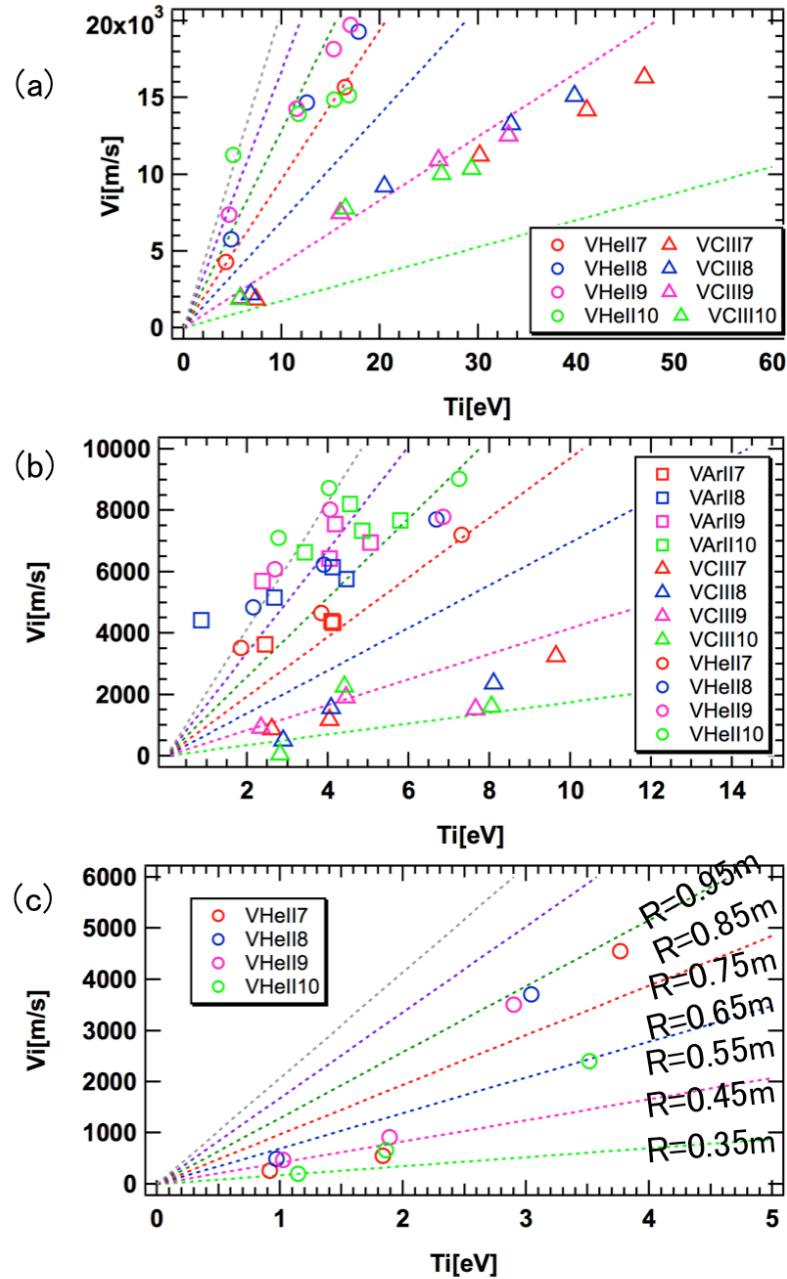 (a)
20×10³
15
10
5
0
Vi[m/s]
0 10 20 30 40 50 60
Ti[eV]
VHeII7 VCIII7
VHeII8 VCIII8
VHeII9 VCIII9
VHeII10 VCIII10
(b)
10000
8000
6000
4000
2000
0
Vi[m/s]
2 4 6 8 10 12 14
Ti[eV]
VArII7
VArII8
VArII9
VArII10
VCIII7
VCIII8
VCIII9
VCIII10
VHeII7
VHeII8
VHeII9
VHeII10
(c)
6000
5000
4000
3000
2000
1000
0
Vi[m/s]
0 1 2 3 4 5
Ti[eV]
VHeII7
VHeII8
VHeII9
VHeII10
R=0.95m
R=0.85m
R=0.75m
R=0.65m
R=0.55m
R=0.45m
R=0.35m